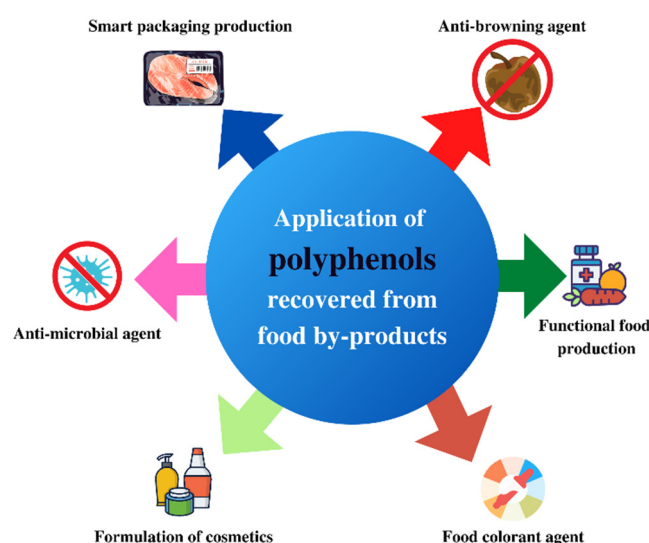 Smart packaging production
Anti-browning agent
Application of
polyphenols
recovered from
food by-products
Anti-microbial agent
Functional food
production
Formulation of cosmetics
Food colorant agent